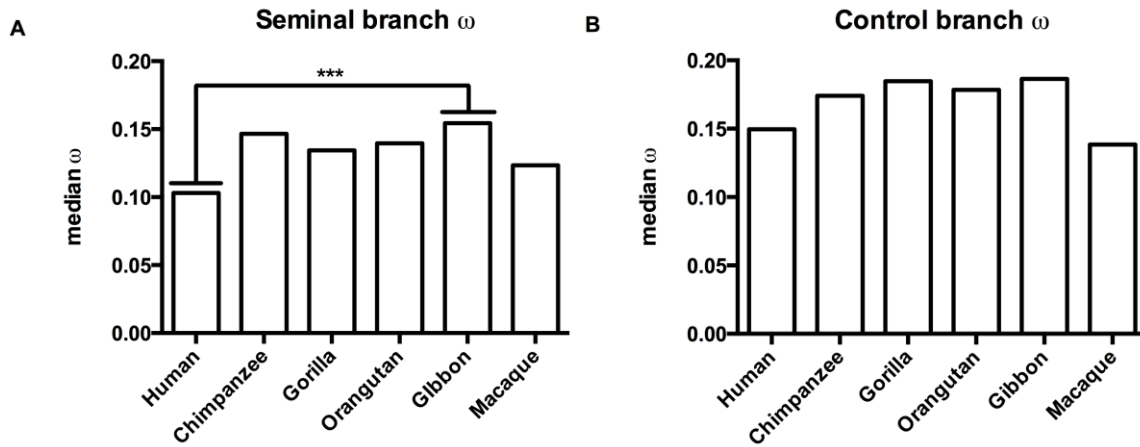 A
Seminal branch ω
median ω
0.20
0.15
0.10
0.05
0.00
***
Human
Chimpanzee
Gorilla
Orangutan
GIbbon
Macaque
B
Control branch ω
median ω
0.20
0.15
0.10
0.05
0.00
Human
Chimpanzee
Gorilla
Orangutan
Gibbon
Macaque